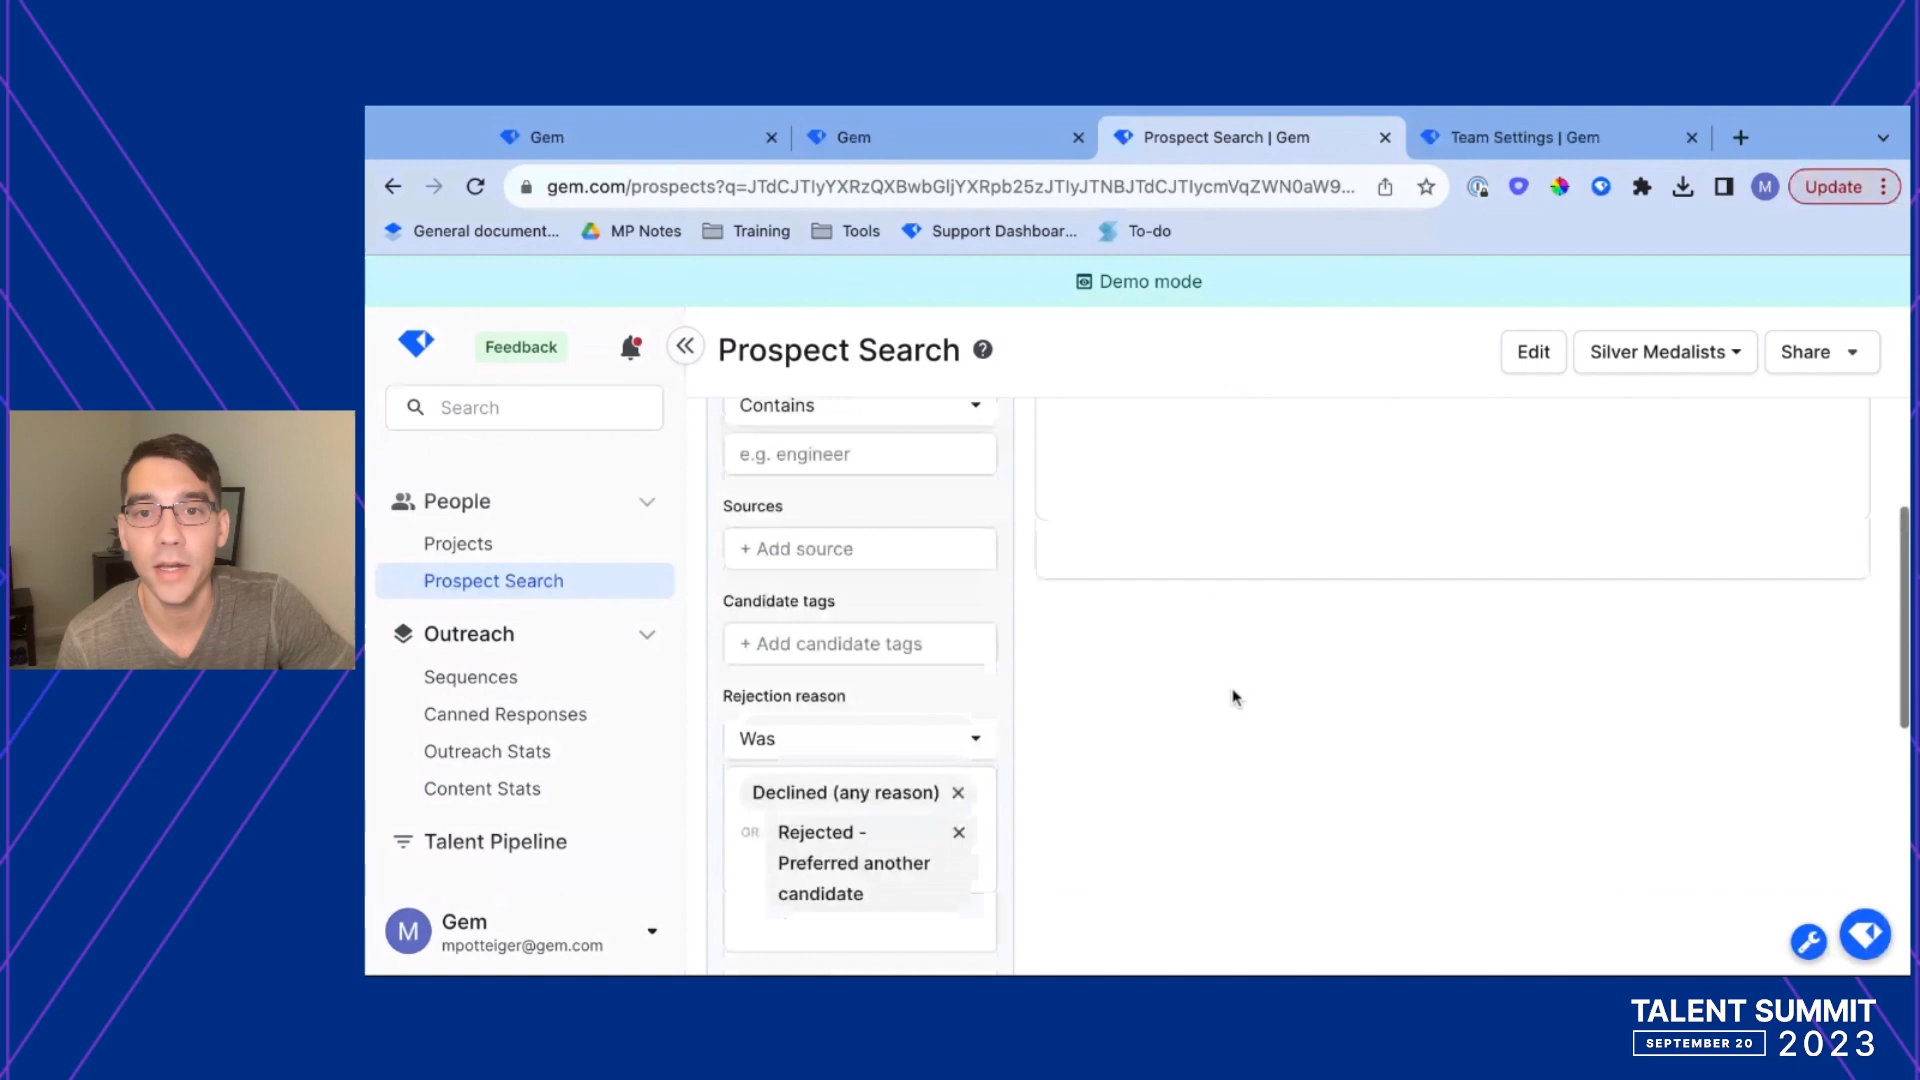 Gem
Gem
Prospect Search | Gem
Team Settings | Gem
gem.com/prospects?q=JTdCJTIyYXRzQXBwbGljYXRpb25zJTIyJTNBJTdCJTIycmVqZWN0aW9...
M
Update
General document...
MP Notes
Training
Tools
Support Dashboar...
To-do
Demo mode
Feedback
Prospect Search
Edit
Silver Medalists
Share
Search
People
Projects
Prospect Search
Outreach
Sequences
Canned Responses
Outreach Stats
Content Stats
Talent Pipeline
M
Gem
mpotteiger@gem.com
Contains
e.g. engineer
Sources
+ Add source
Candidate tags
+ Add candidate tags
Rejection reason
Was
Declined (any reason)
OR Rejected -
Preferred another
candidate
TALENT SUMMIT
SEPTEMBER 20 2023